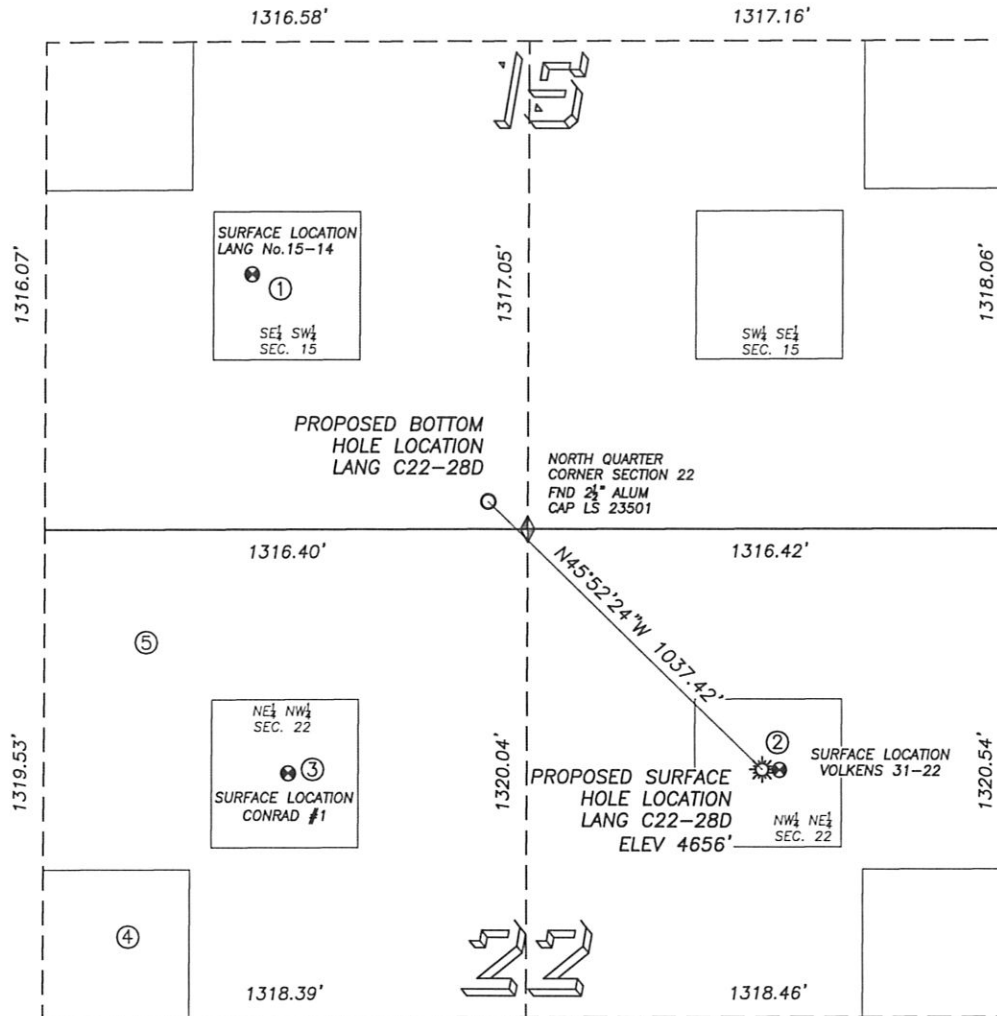 1316.58'
1317.16'
15
SURFACE LOCATION
LANG No.15-14
①
SE¼ SW¼
SEC. 15
1316.07'
1317.05'
1318.06'
SW¼ SE¼
SEC. 15
PROPOSED BOTTOM
HOLE LOCATION
LANG C22-28D
NORTH QUARTER
CORNER SECTION 22
FND 2½" ALUM
CAP LS 23501
1316.40'
1316.42'
N45°52'24"W 1037.42'
⑤
NE¼ NW¼
SEC. 22
③
SURFACE LOCATION
CONRAD #1
1319.53'
1320.04'
1320.54'
②
SURFACE LOCATION
VOLKENS 31-22
PROPOSED SURFACE
HOLE LOCATION
LANG C22-28D
ELEV 4656'
NW¼ NE¼
SEC. 22
④
22
1318.39'
1318.46'